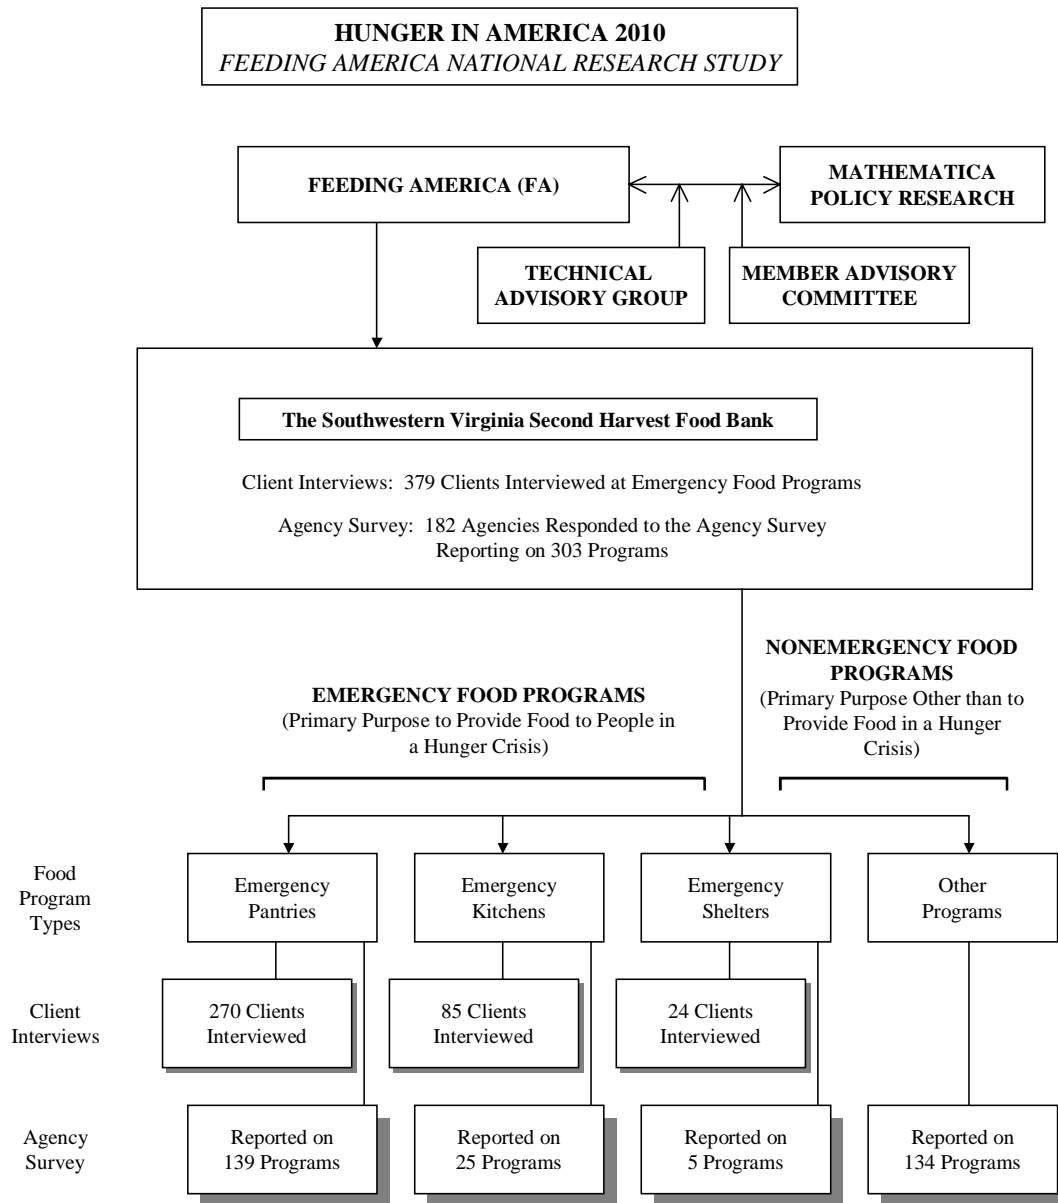 HUNGER IN AMERICA 2010
FEEDING AMERICA NATIONAL RESEARCH STUDY
FEEDING AMERICA (FA)
MATHEMATICA
POLICY RESEARCH
TECHNICAL
ADVISORY GROUP
MEMBER ADVISORY
COMMITTEE
The Southwestern Virginia Second Harvest Food Bank
Client Interviews: 379 Clients Interviewed at Emergency Food Programs
Agency Survey: 182 Agencies Responded to the Agency Survey
Reporting on 303 Programs
EMERGENCY FOOD PROGRAMS
(Primary Purpose to Provide Food to People in
a Hunger Crisis)
NONEMERGENCY FOOD
PROGRAMS
(Primary Purpose Other than to
Provide Food in a Hunger
Crisis)
Food
Program
Types
Emergency
Pantries
Emergency
Kitchens
Emergency
Shelters
Other
Programs
Client
Interviews
270 Clients
Interviewed
85 Clients
Interviewed
24 Clients
Interviewed
Agency
Survey
Reported on
139 Programs
Reported on
25 Programs
Reported on
5 Programs
Reported on
134 Programs